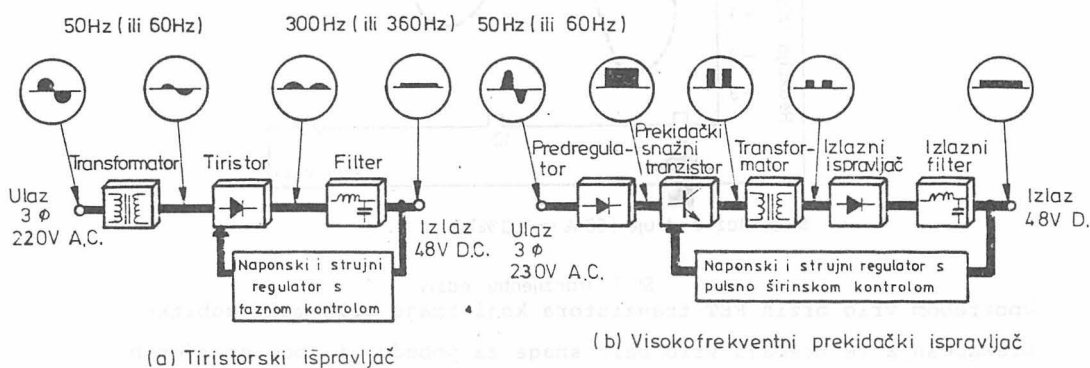 50Hz (ili 60Hz)
300Hz (ili 360Hz)
Transformator
Tiristor
Filter
Ulaz
3 ø
220V A.C.
Izlaz
48V D.C.
Naponski i strujni
regulator s
faznom kontrolom
(a) Tiristorski išpravljač
50Hz (ili 60Hz)
Predregula-
tor
Prekidački
snažni
tranzistor
Transfor-
mator
Izlazni
ispravljač
Izlazni
filter
Ulaz
3 ø
230V A.C.
Izlaz
48V D.
Naponski i strujni regulator s
pulsno širinskom kontrolom
(b) Visokofrekventni prekidački ispravljač